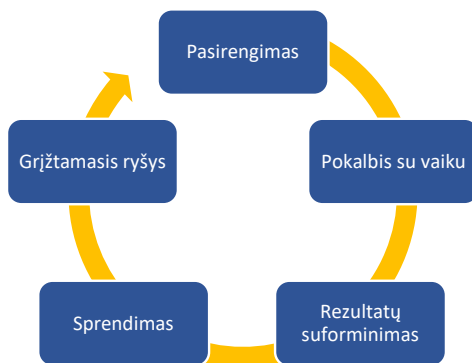 Pasirengimas
Pokalbis su vaiku
Rezultatų
suforminimas
Sprendimas
Grįžtamasis ryšys